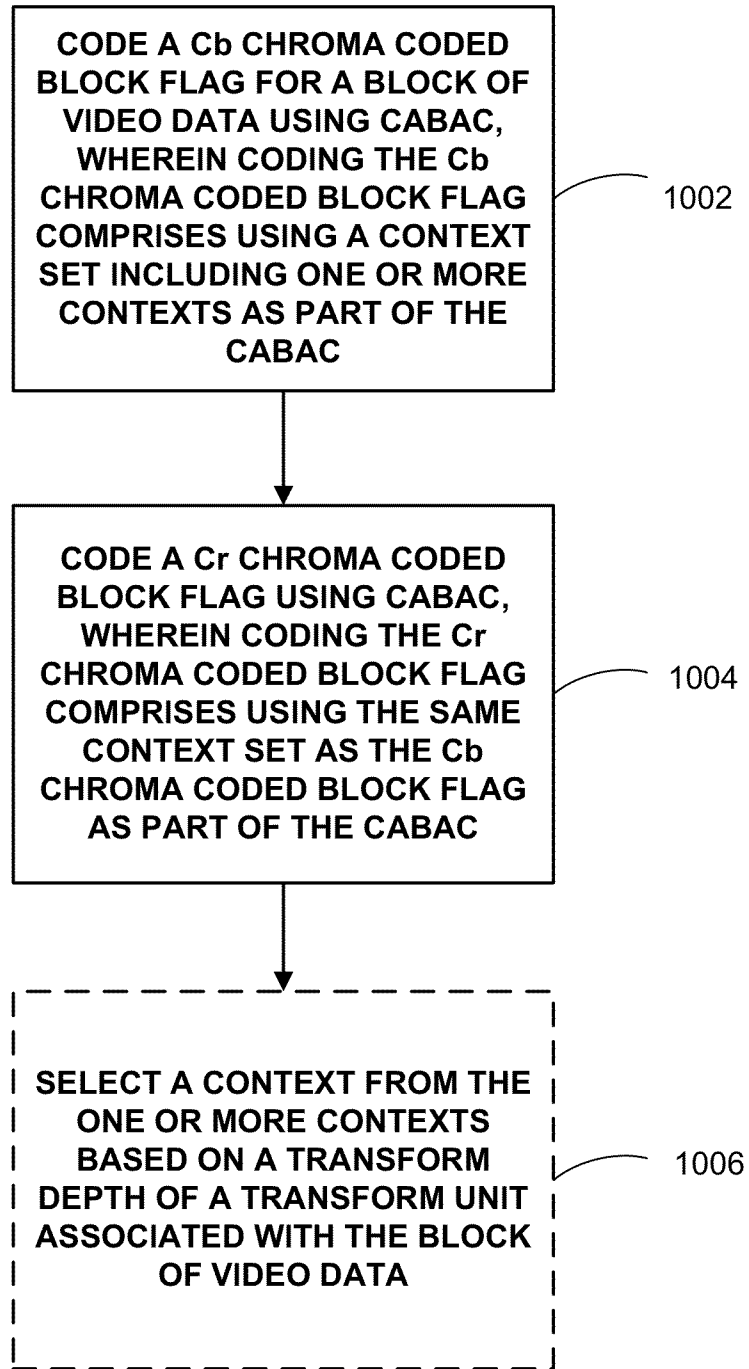 CODE A Cb CHROMA CODED
BLOCK FLAG FOR A BLOCK OF
VIDEO DATA USING CABAC,
WHEREIN CODING THE Cb
CHROMA CODED BLOCK FLAG
COMPRISES USING A CONTEXT
SET INCLUDING ONE OR MORE
CONTEXTS AS PART OF THE
CABAC
1002
CODE A Cr CHROMA CODED
BLOCK FLAG USING CABAC,
WHEREIN CODING THE Cr
CHROMA CODED BLOCK FLAG
COMPRISES USING THE SAME
CONTEXT SET AS THE Cb
CHROMA CODED BLOCK FLAG
AS PART OF THE CABAC
1004
SELECT A CONTEXT FROM THE
ONE OR MORE CONTEXTS
BASED ON A TRANSFORM
DEPTH OF A TRANSFORM UNIT
ASSOCIATED WITH THE BLOCK
OF VIDEO DATA
1006